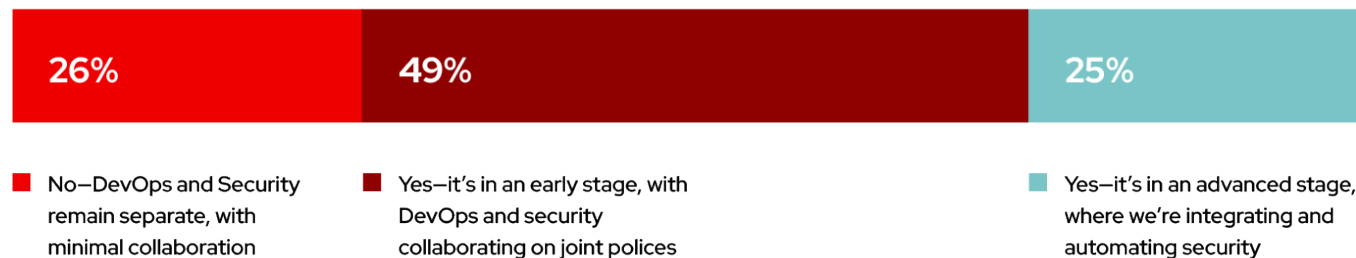 26%
49%
25%
No—DevOps and Security
remain separate, with
minimal collaboration
Yes—it's in an early stage, with
DevOps and security
collaborating on joint polices
Yes—it's in an advanced stage,
where we're integrating and
automating security